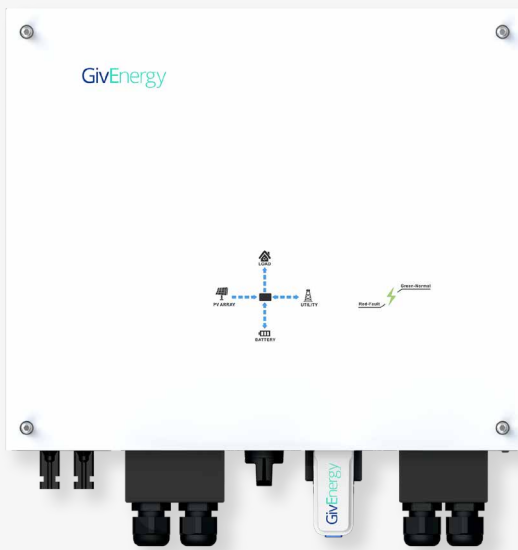 GivEnergy
LOAD
PV ARRAY
UTILITY
BATTERY
Green-Normal
Red-Fault
GivEnergy